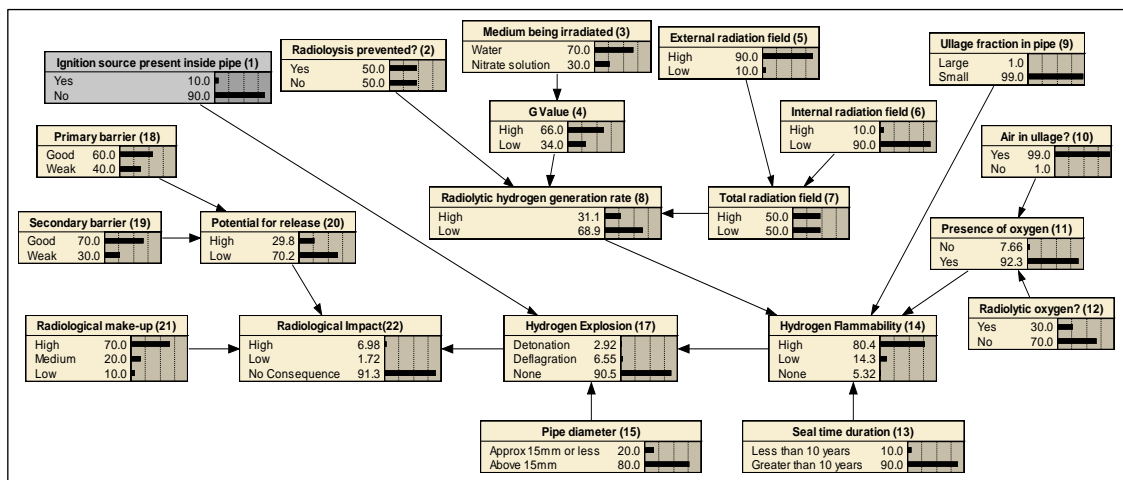 Ignition source present inside pipe (1)
Yes 10.0
No 90.0
Radioloysis prevented? (2)
Yes 50.0
No 50.0
Medium being irradiated (3)
Water 70.0
Nitrate solution 30.0
External radiation field (5)
High 90.0
Low 10.0
Ullage fraction in pipe (9)
Large 1.0
Small 99.0
G Value (4)
High 66.0
Low 34.0
Internal radiation field (6)
High 10.0
Low 90.0
Primary barrier (18)
Good 60.0
Weak 40.0
Air in ullage? (10)
Yes 99.0
No 1.0
Secondary barrier (19)
Good 70.0
Weak 30.0
Potential for release (20)
High 29.8
Low 70.2
Radiolytic hydrogen generation rate (8)
High 31.1
Low 68.9
Total radiation field (7)
High 50.0
Low 50.0
Presence of oxygen (11)
No 7.66
Yes 92.3
Radiolytic oxygen? (12)
Yes 30.0
No 70.0
Radiological make-up (21)
High 70.0
Medium 20.0
Low 10.0
Radiological Impact(22)
High 6.98
Low 1.72
No Consequence 91.3
Hydrogen Explosion (17)
Detonation 2.92
Deflagration 6.55
None 90.5
Hydrogen Flammability (14)
High 80.4
Low 14.3
None 5.32
Pipe diameter (15)
Approx 15mm or less 20.0
Above 15mm 80.0
Seal time duration (13)
Less than 10 years 10.0
Greater than 10 years 90.0